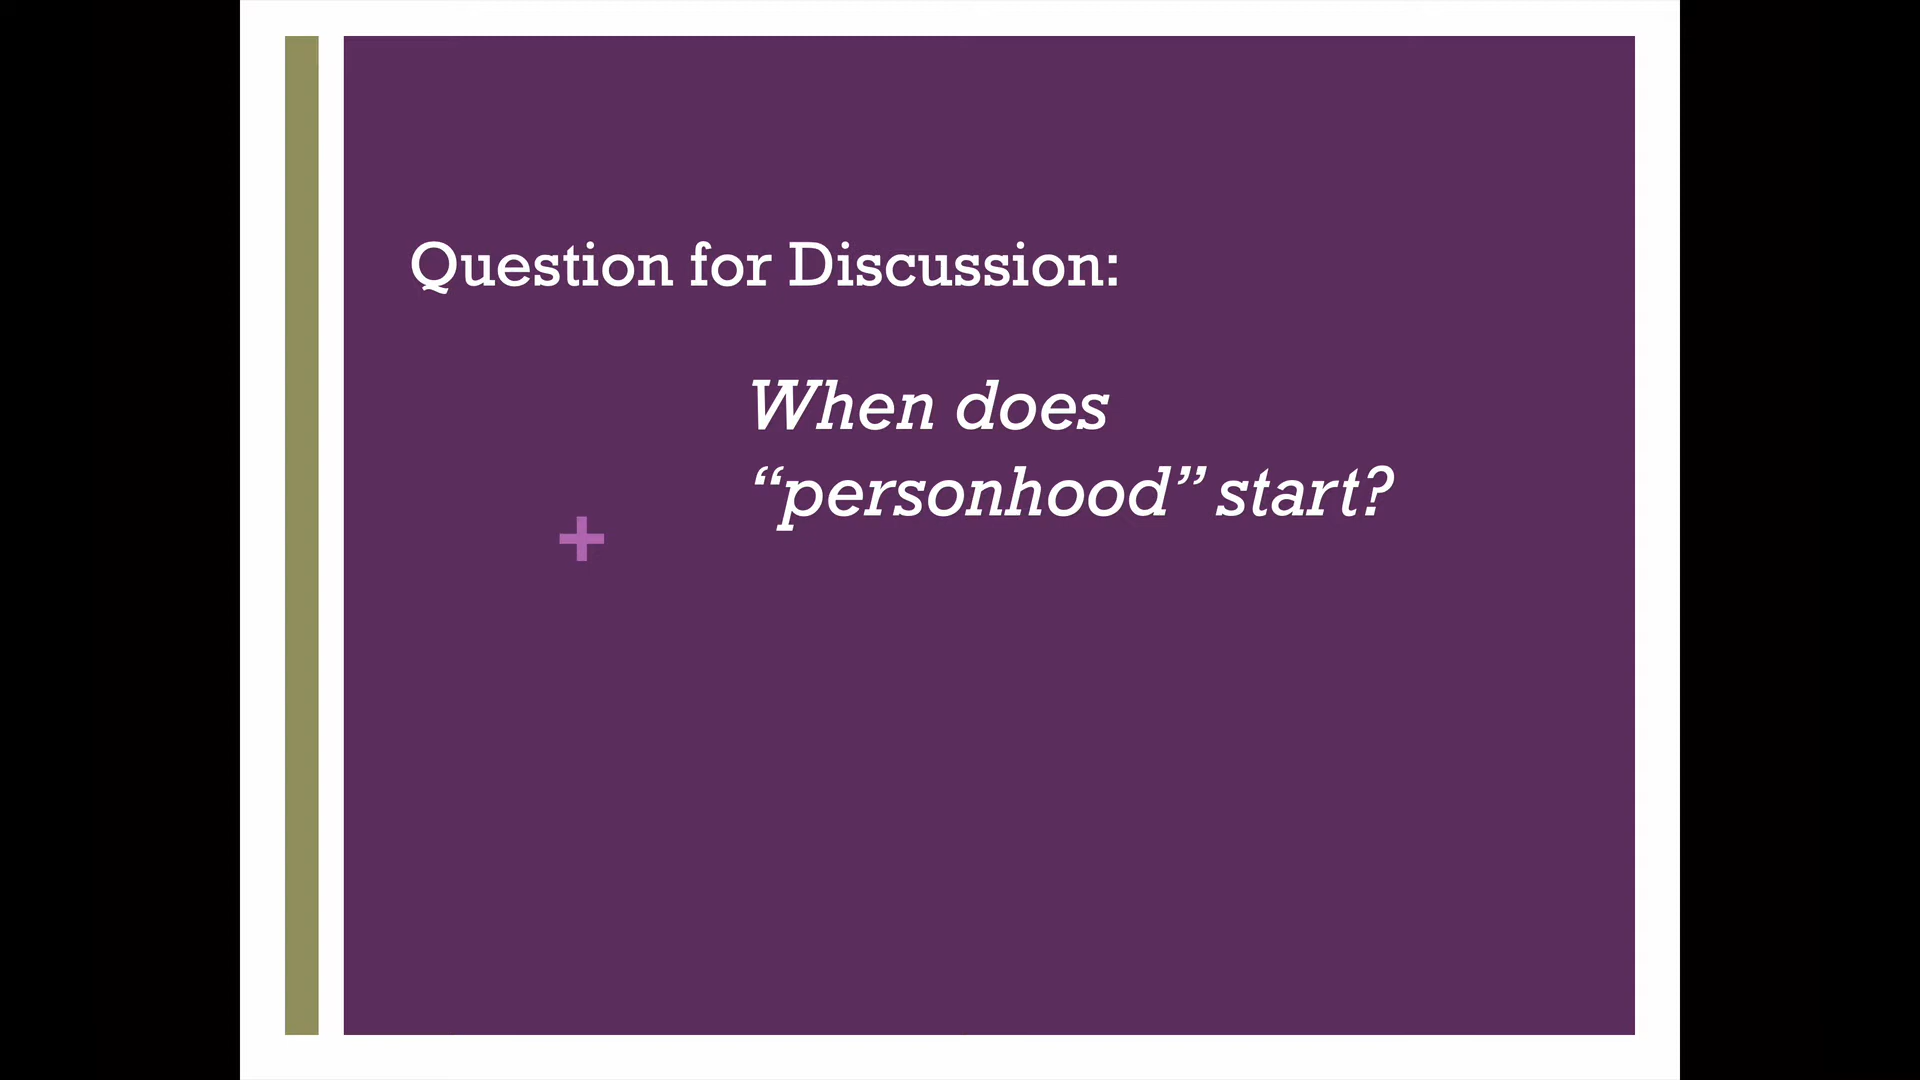 Question for Discussion:
When does
“personhood” start?
+